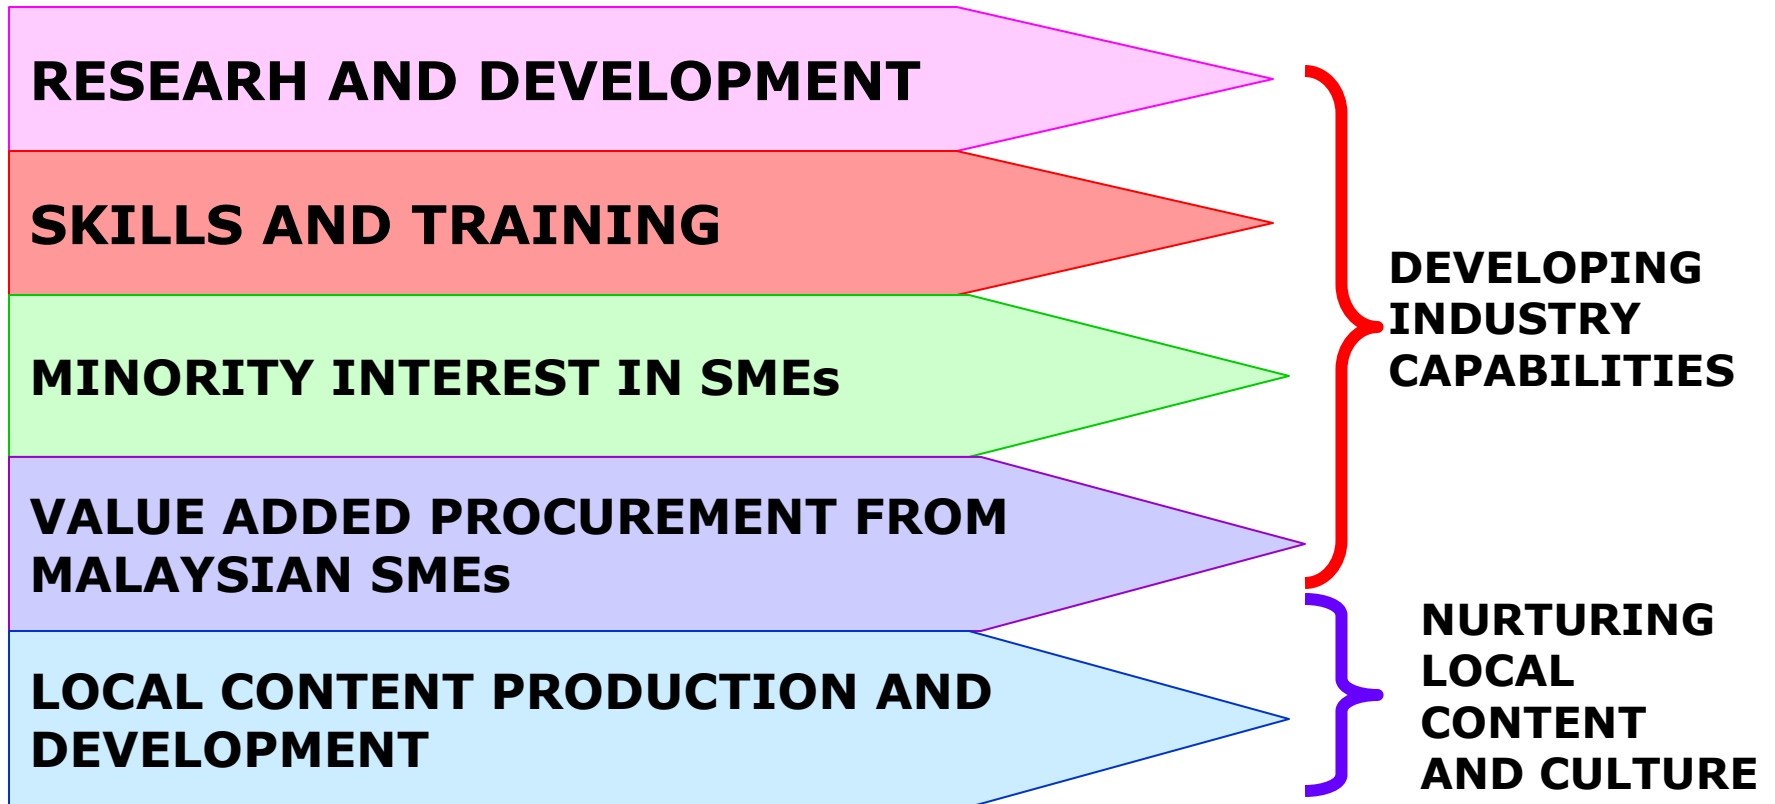 RESEARH AND DEVELOPMENT
SKILLS AND TRAINING
MINORITY INTEREST IN SMEs
VALUE ADDED PROCUREMENT FROM
MALAYSIAN SMEs
LOCAL CONTENT PRODUCTION AND
DEVELOPMENT
DEVELOPING
INDUSTRY
CAPABILITIES
NURTURING
LOCAL
CONTENT
AND CULTURE